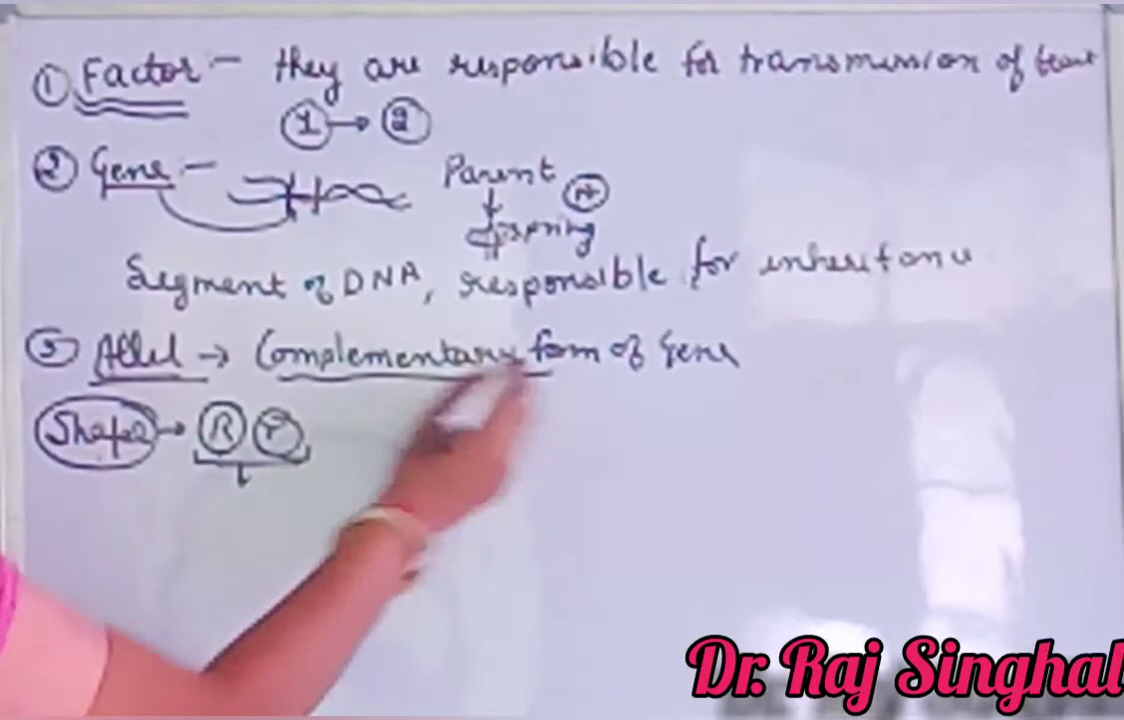 ① Factor - they are responsible for transmission of
① → ②
② Gene -
Parent
↓
offspring
Segment of DNA, responsible for inheritance
③ Allel → Complementary form of Gene
Shape → R r
Dr. Raj Singhal